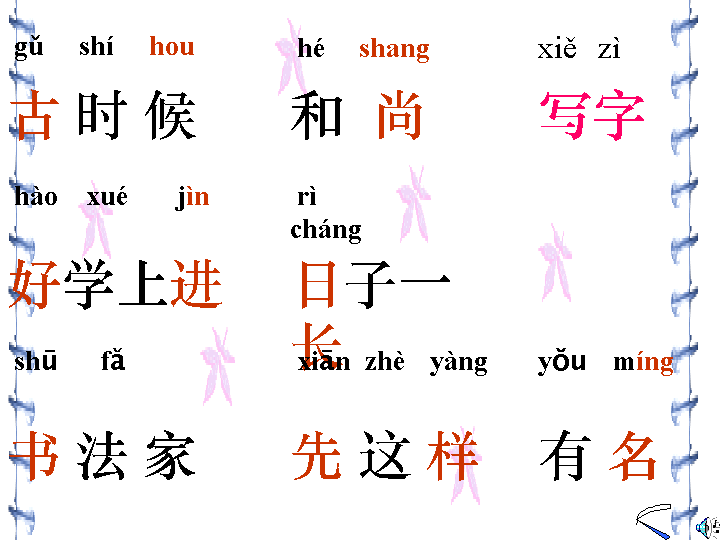 gǔ shí hou
hé shang
xiě zì
古时候
和尚
写字
hào xué jìn
rì
cháng
好学上进
日子一
长
shū fǎ
xiān zhè yàng
yǒu míng
书法家
先这样
有名